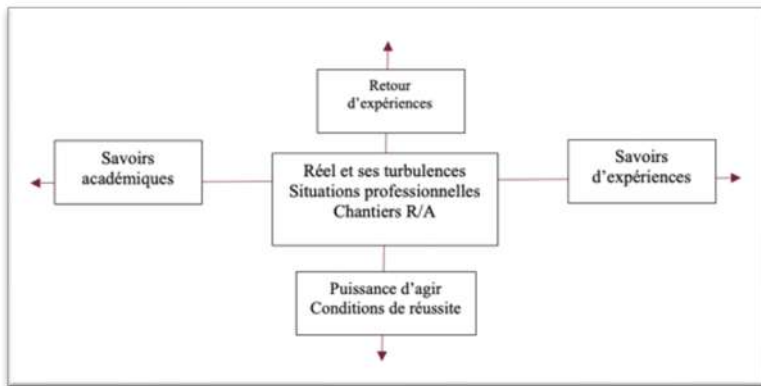 Retour
d'expériences
Savoirs
académiques
Réel et ses turbulences
Situations professionnelles
Chantiers R/A
Savoirs
d'expériences
Puissance d'agir
Conditions de réussite